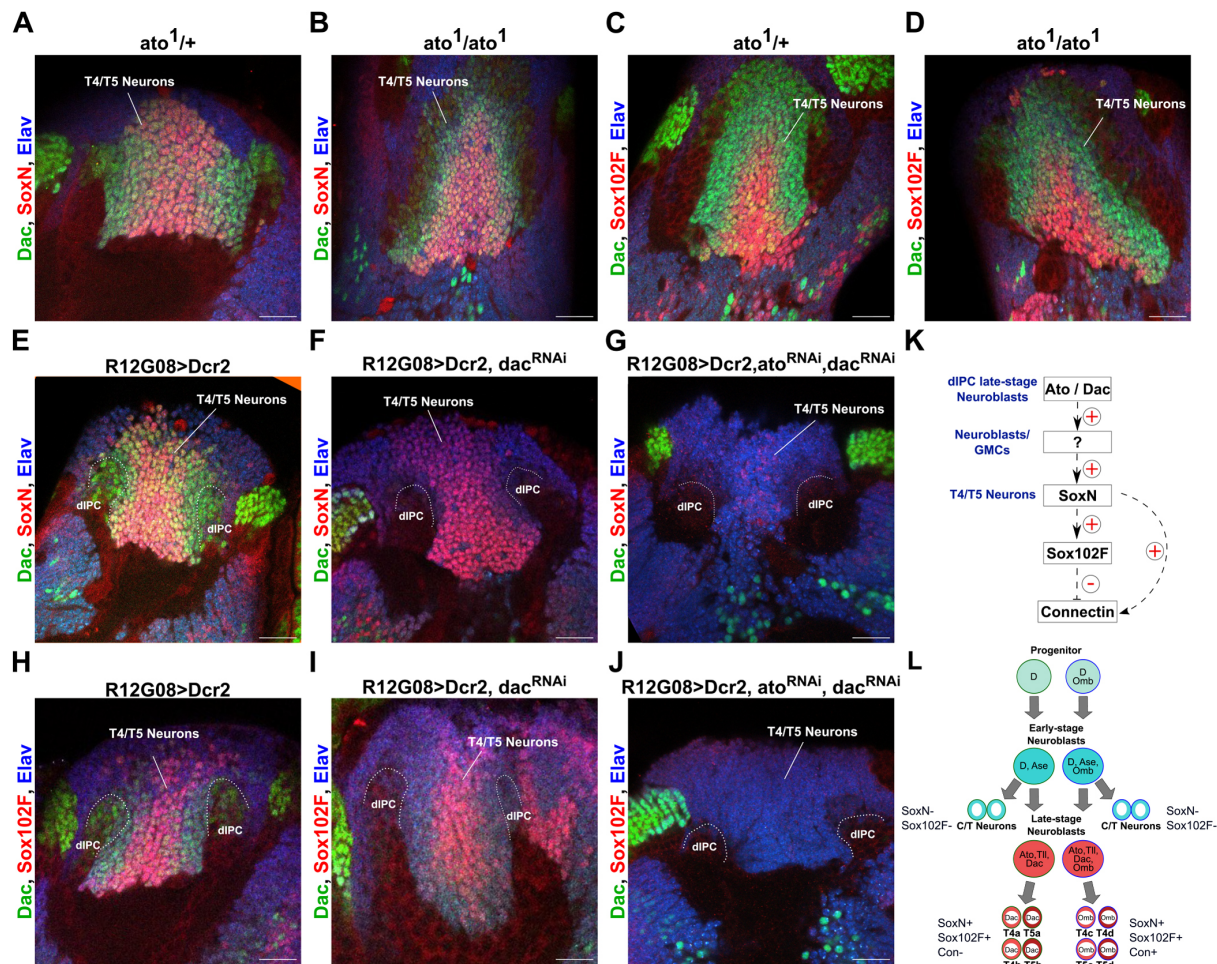 A
ato1/+
T4/T5 Neurons
Dac, SoxN, Elav
B
ato1/ato1
T4/T5 Neurons
Dac, SoxN, Elav
C
ato1/+
T4/T5 Neurons
Dac, Sox102F, Elav
D
ato1/ato1
T4/T5 Neurons
Dac, Sox102F, Elav
E
R12G08>Dcr2
T4/T5 Neurons
dIPC
dIPC
Dac, SoxN, Elav
F
R12G08>Dcr2, dacRNAi
T4/T5 Neurons
dIPC
dIPC
Dac, SoxN, Elav
G
R12G08>Dcr2,atoRNAi,dacRNAi
T4/T5 Neurons
dIPC
dIPC
Dac, SoxN, Elav
H
R12G08>Dcr2
T4/T5 Neurons
dIPC
dIPC
Dac, Sox102F, Elav
I
R12G08>Dcr2, dacRNAi
T4/T5 Neurons
dIPC
dIPC
Dac, Sox102F, Elav
J
R12G08>Dcr2, atoRNAi, dacRNAi
T4/T5 Neurons
dIPC
dIPC
Dac, Sox102F, Elav
K
dIPC late-stage
Neuroblasts
Ato / Dac
+
Neuroblasts/
GMCs
?
+
T4/T5 Neurons
SoxN
+
+
Sox102F
-
Connectin
L
Progenitor
D
D
Omb
Early-stage
Neuroblasts
D, Ase
D, Ase,
Omb
SoxN-
Sox102F-
C/T Neurons
Late-stage
Neuroblasts
C/T Neurons
SoxN-
Sox102F-
Ato,Tll,
Dac
Ato,Tll,
Dac,
Omb
SoxN+
Sox102F+
Con-
Dac Dac
T4a T5a
Dac Dac
T4b T5b
Omb Omb
T4c T4d
Omb Omb
T5c T5d
SoxN+
Sox102F+
Con+